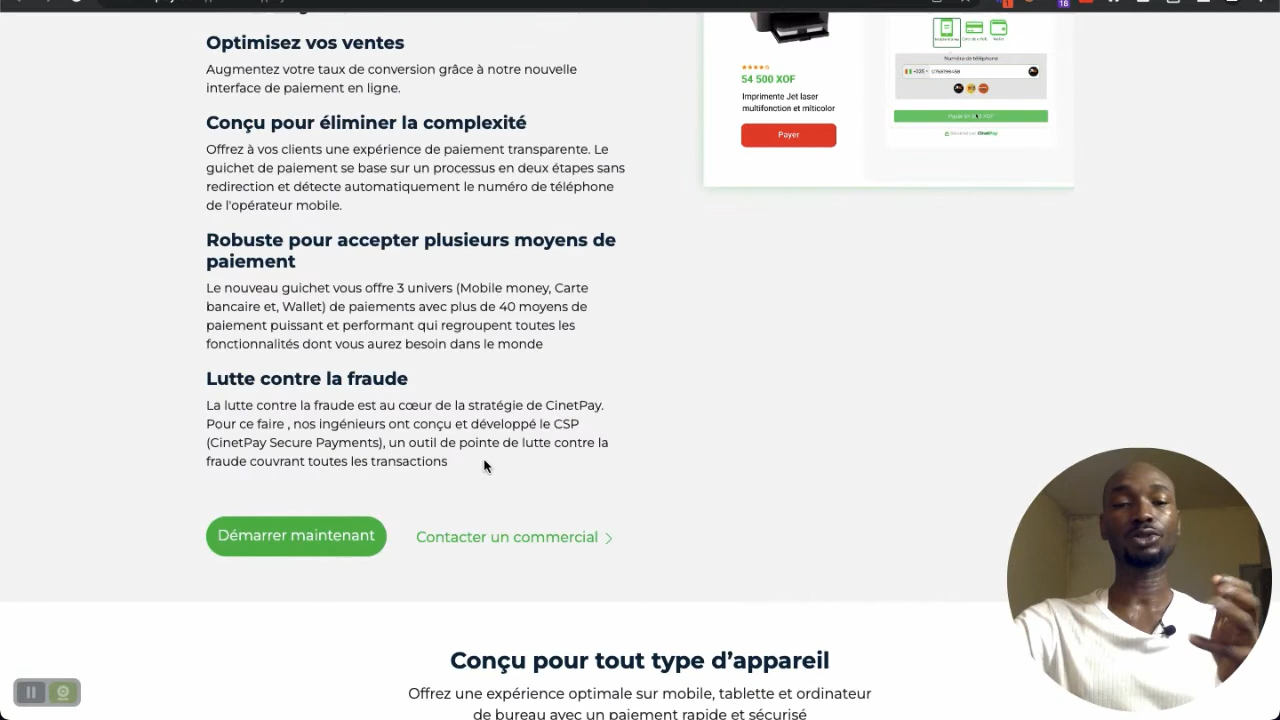 Optimisez vos ventes
Augmentez votre taux de conversion grâce à notre nouvelle
interface de paiement en ligne.
Conçu pour éliminer la complexité
Offrez à vos clients une expérience de paiement transparente. Le
guichet de paiement se base sur un processus en deux étapes sans
redirection et détecte automatiquement le numéro de téléphone
de l'opérateur mobile.
Robuste pour accepter plusieurs moyens de
paiement
Le nouveau guichet vous offre 3 univers (Mobile money, Carte
bancaire et, Wallet) de paiements avec plus de 40 moyens de
paiement puissant et performant qui regroupent toutes les
fonctionnalités dont vous aurez besoin dans le monde
Lutte contre la fraude
La lutte contre la fraude est au cœur de la stratégie de CinetPay.
Pour ce faire , nos ingénieurs ont conçu et développé le CSP
(CinetPay Secure Payments), un outil de pointe de lutte contre la
fraude couvrant toutes les transactions
Démarrer maintenant
Contacter un commercial
54 500 XOF
Imprimente Jet laser
multifonction et miticolor
Payer
Numéro de téléphone
+225
CinetPay
Conçu pour tout type d’appareil
Offrez une expérience optimale sur mobile, tablette et ordinateur
de bureau avec un paiement rapide et sécurisé
1
18